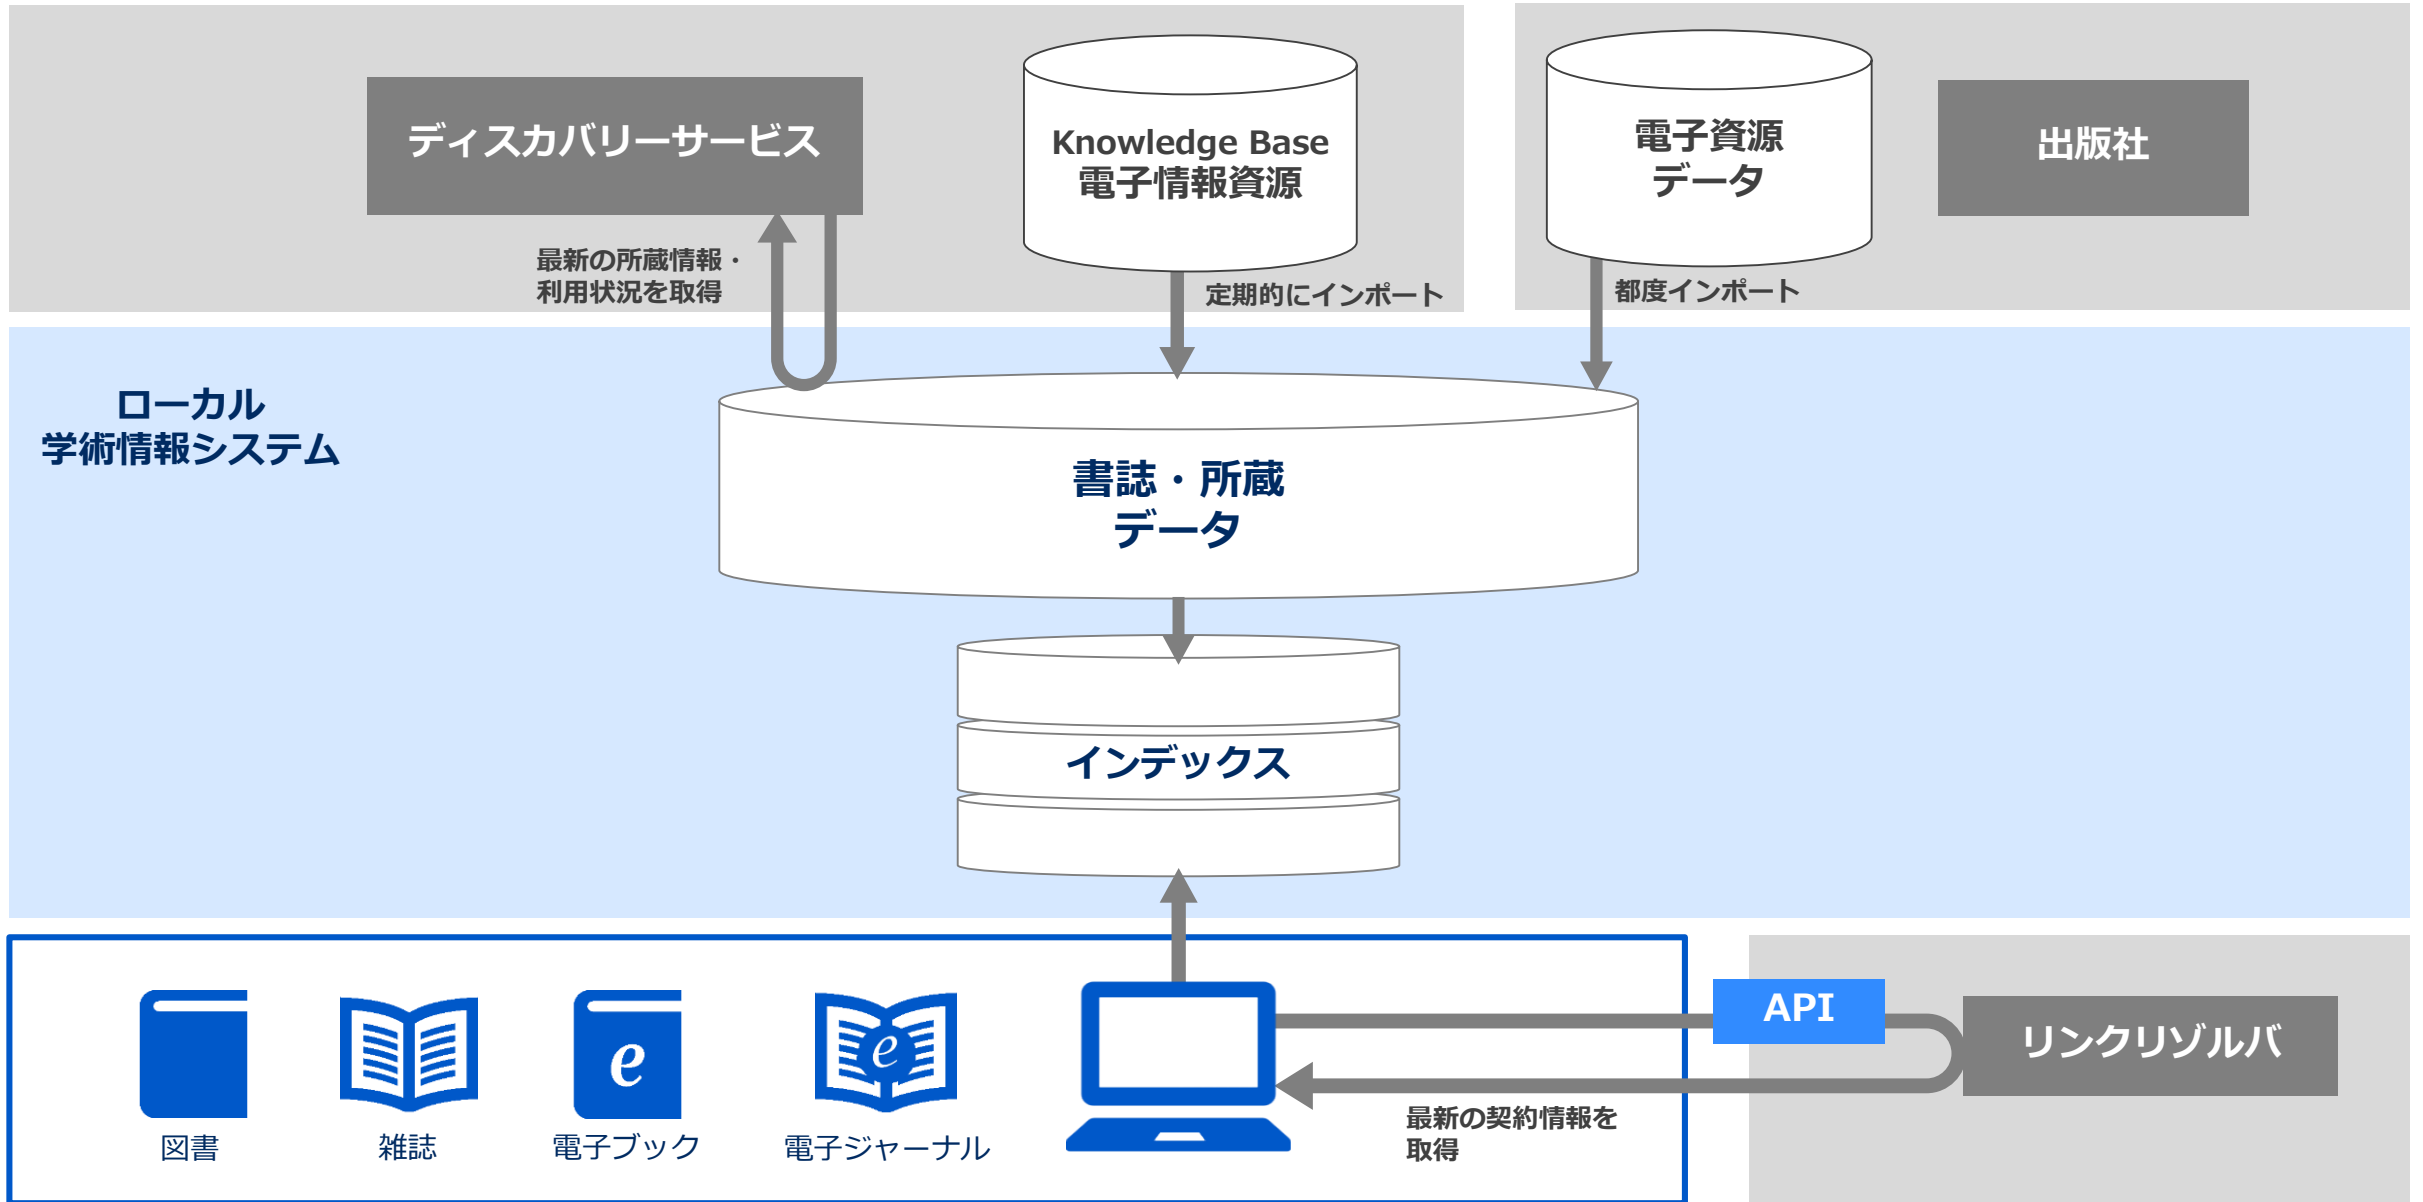 ディスカバリーサービス
Knowledge Base
電子情報資源
電子資源
データ
出版社
最新の所蔵情報・
利用状況を取得
定期的にインポート
都度インポート
ローカル
学術情報システム
書誌・所蔵
データ
インデックス
API
リンクリゾルバ
e
e
最新の契約情報を
取得
図書
雑誌
電子ブック
電子ジャーナル